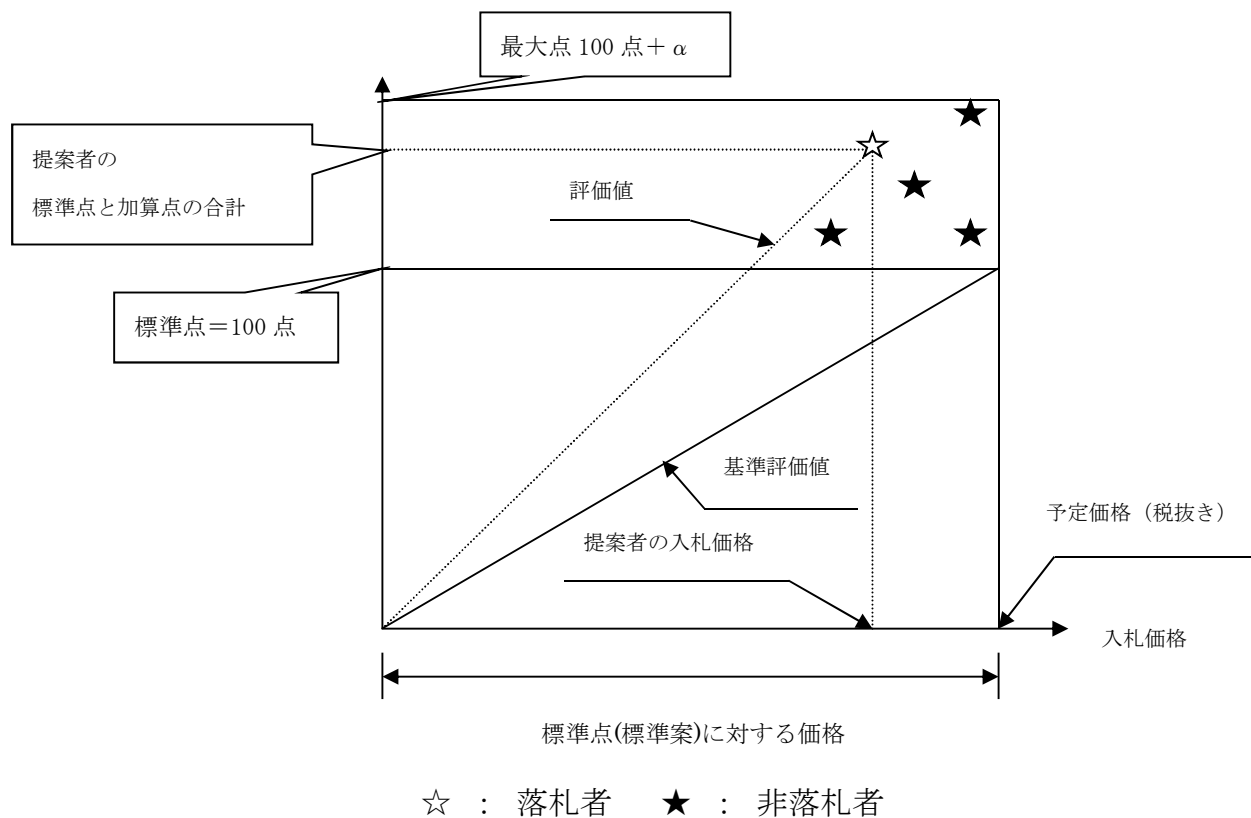 最大点 100 点＋α
提案者の
標準点と加算点の合計
評価値
標準点＝100 点
基準評価値
予定価格（税抜き）
提案者の入札価格
入札価格
標準点(標準案)に対する価格
☆ ： 落札者 ★ ： 非落札者